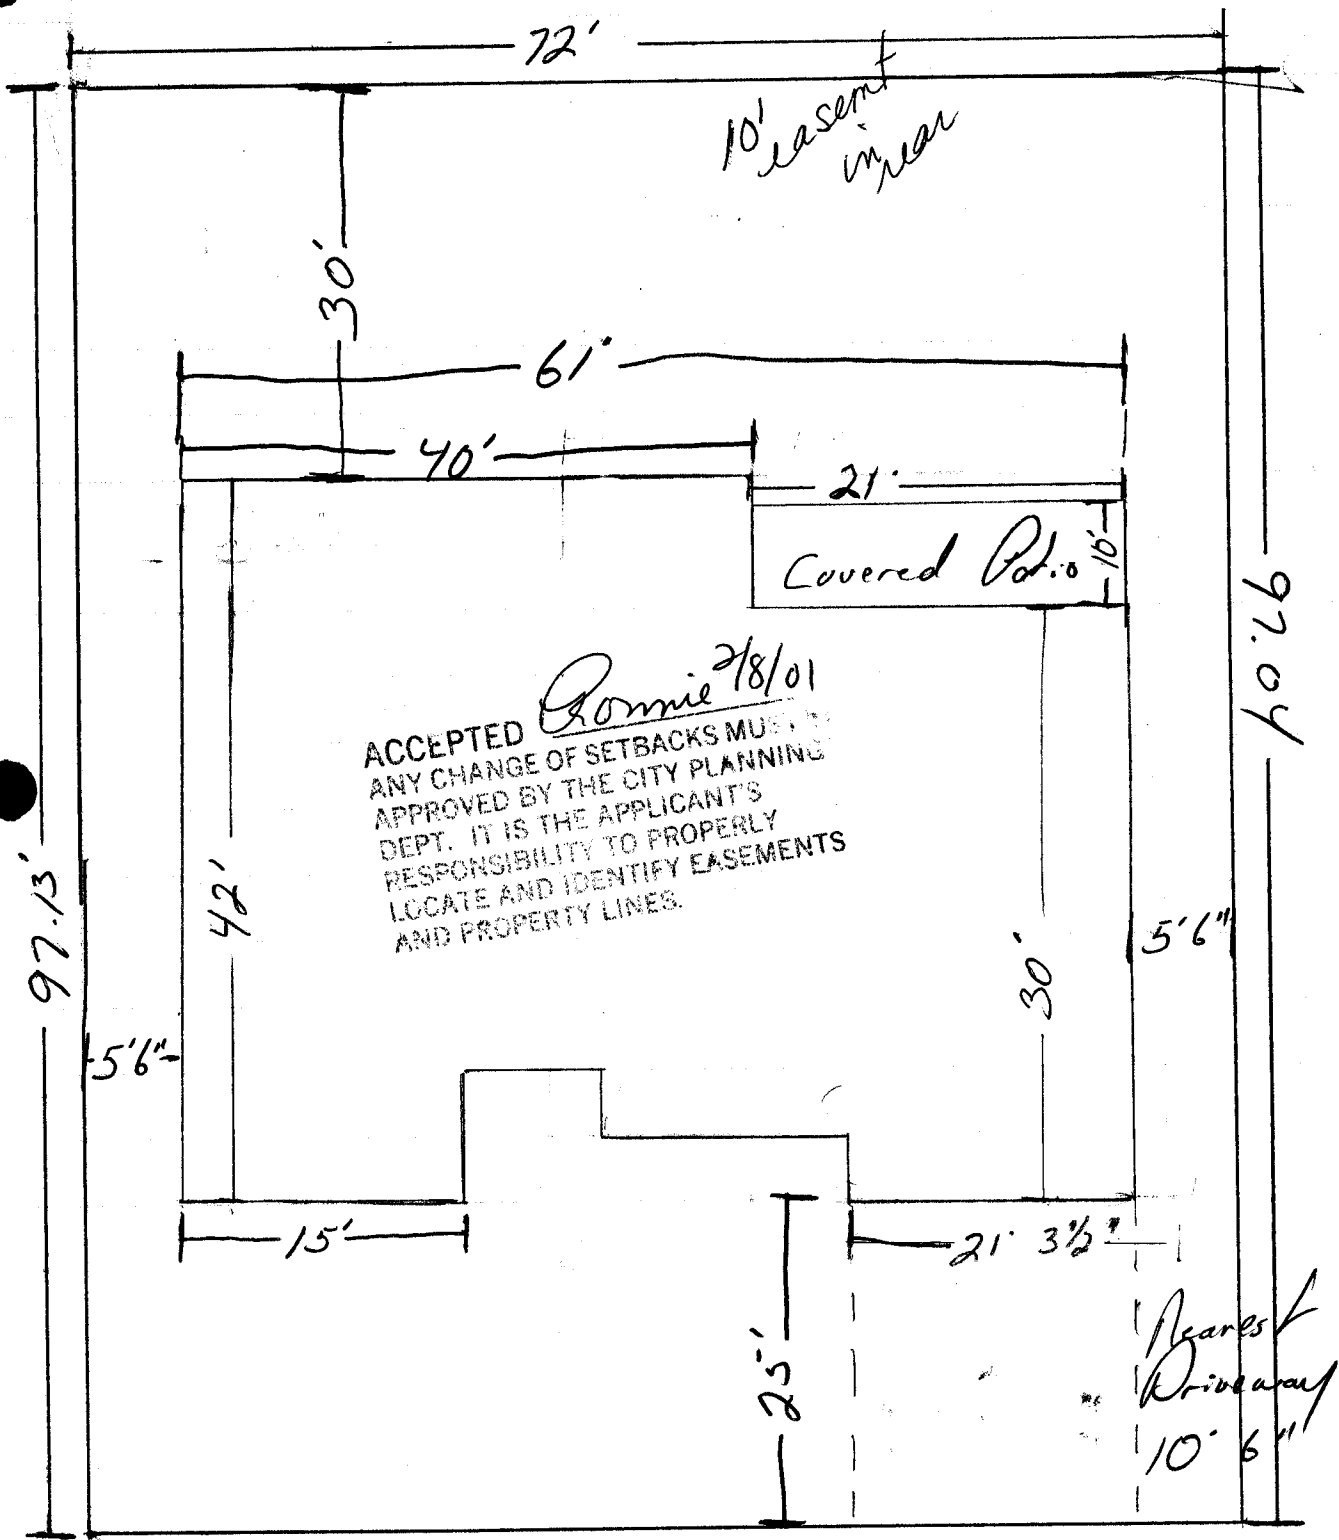 72'
10' easemt
in rear
30'
61'
40'
21'
Covered Patio
10'
97.04
ACCEPTED Ronnie 2/8/01
ANY CHANGE OF SETBACKS MUST
APPROVED BY THE CITY PLANNING
DEPT. IT IS THE APPLICANT'S
RESPONSIBILITY TO PROPERLY
LOCATE AND IDENTIFY EASEMENTS
AND PROPERTY LINES.
97.13'
42'
30'
5'6"
5'6"
15'
21' 3½"
25'
Nearest
Driveway
10' 6"